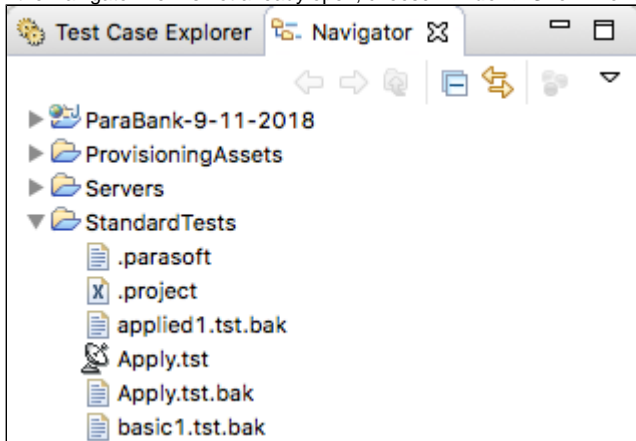 Test Case Explorer Navigator
ParaBank-9-11-2018
ProvisioningAssets
Servers
StandardTests
.parasoft
.project
applied1.tst.bak
Apply.tst
Apply.tst.bak
basic1.tst.bak